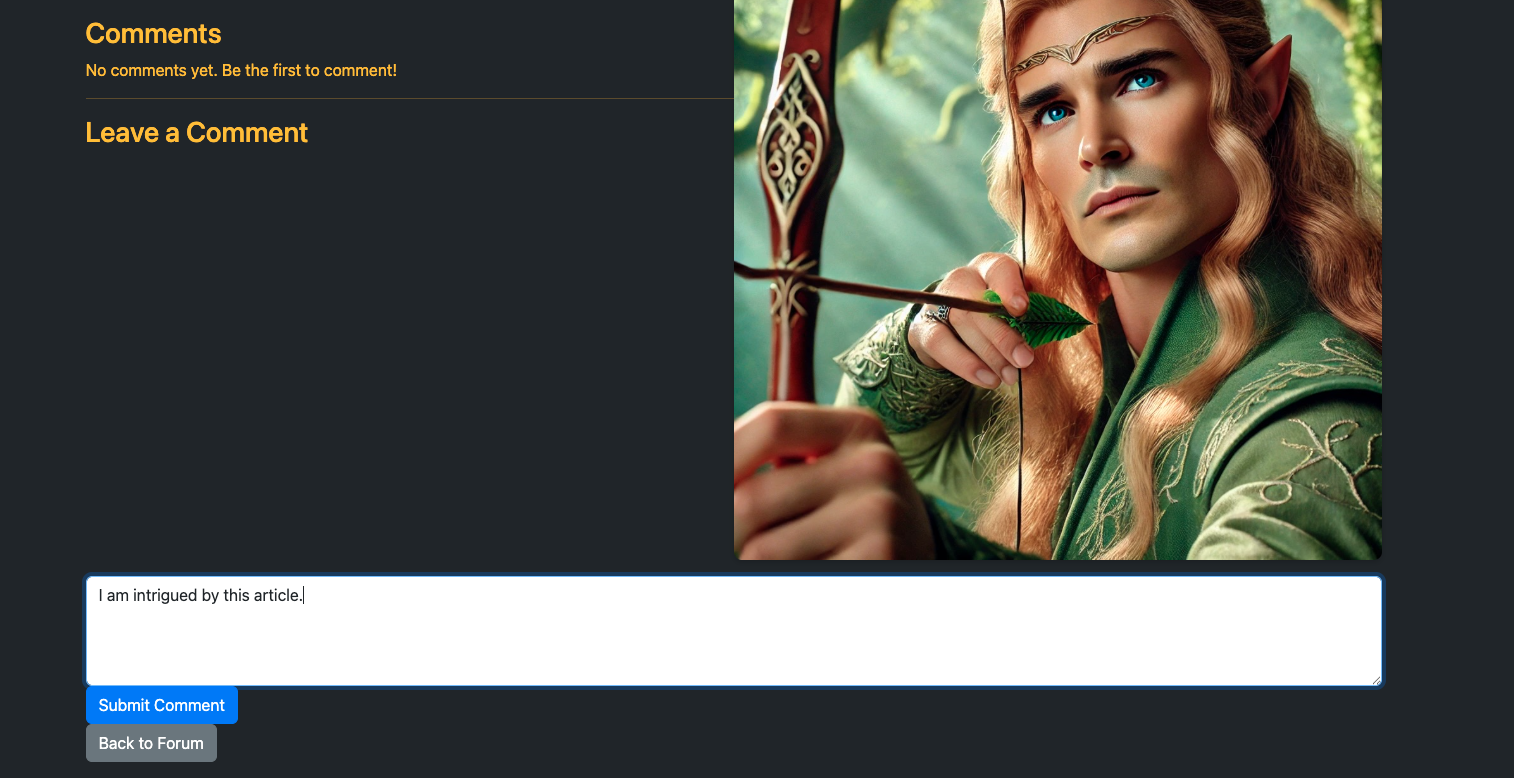 Comments
No comments yet. Be the first to comment!
Leave a Comment
I am intrigued by this article.
Submit Comment
Back to Forum